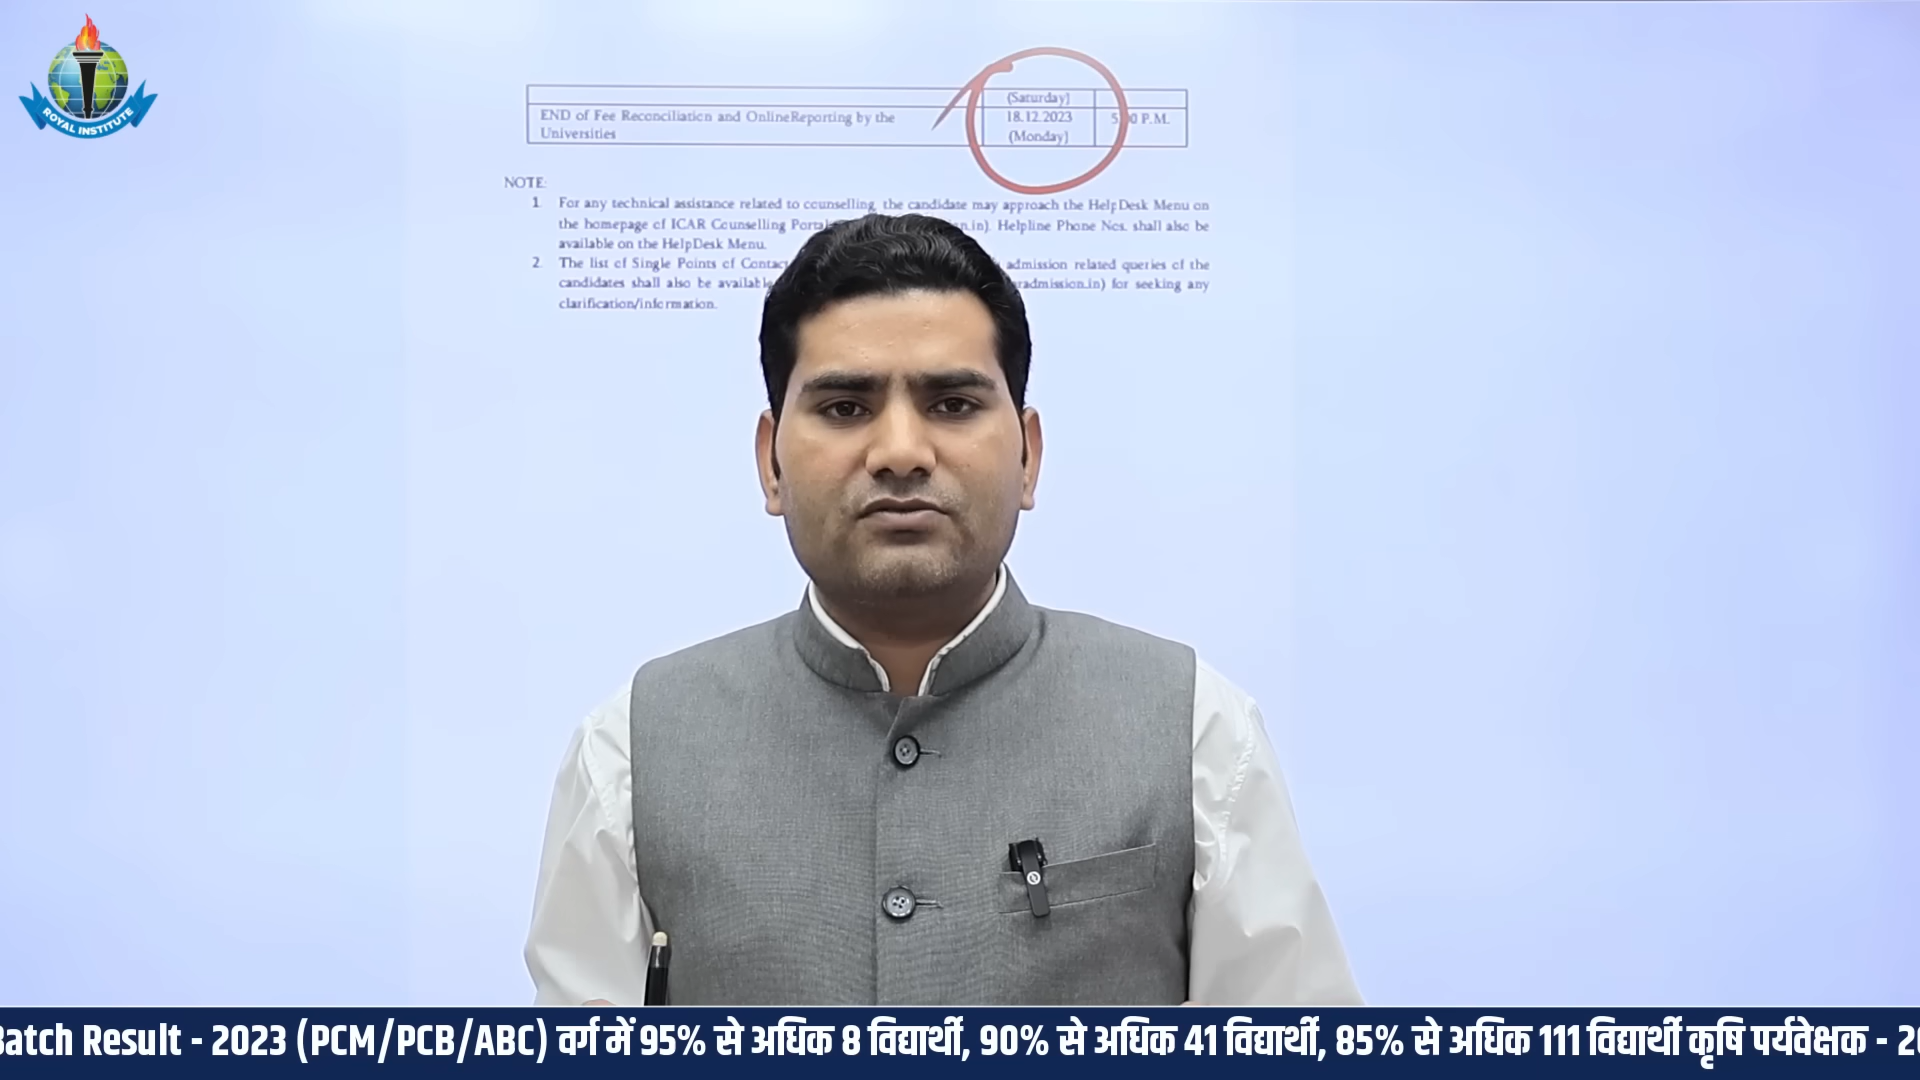 ROYAL INSTITUTE
(Saturday)
END of Fee Reconciliation and OnlineReporting by the 18.12.2023 P.M.
Universities (Monday)
NOTE:
1. For any technical assistance related to counselling, the candidate may approach the HelpDesk Menu on
the homepage of ICAR Counselling Portal Helpline Phone Nos. shall also be
available on the HelpDesk Menu.
2. The list of Single Points of Contact admission related queries of the
candidates shall also be available for seeking any
clarification/information.
Batch Result - 2023 (PCM/PCB/ABC) वर्ग में 95% से अधिक 8 विद्यार्थी, 90% से अधिक 41 विद्यार्थी, 85% से अधिक 111 विद्यार्थी कृषि पर्यवेक्षक -